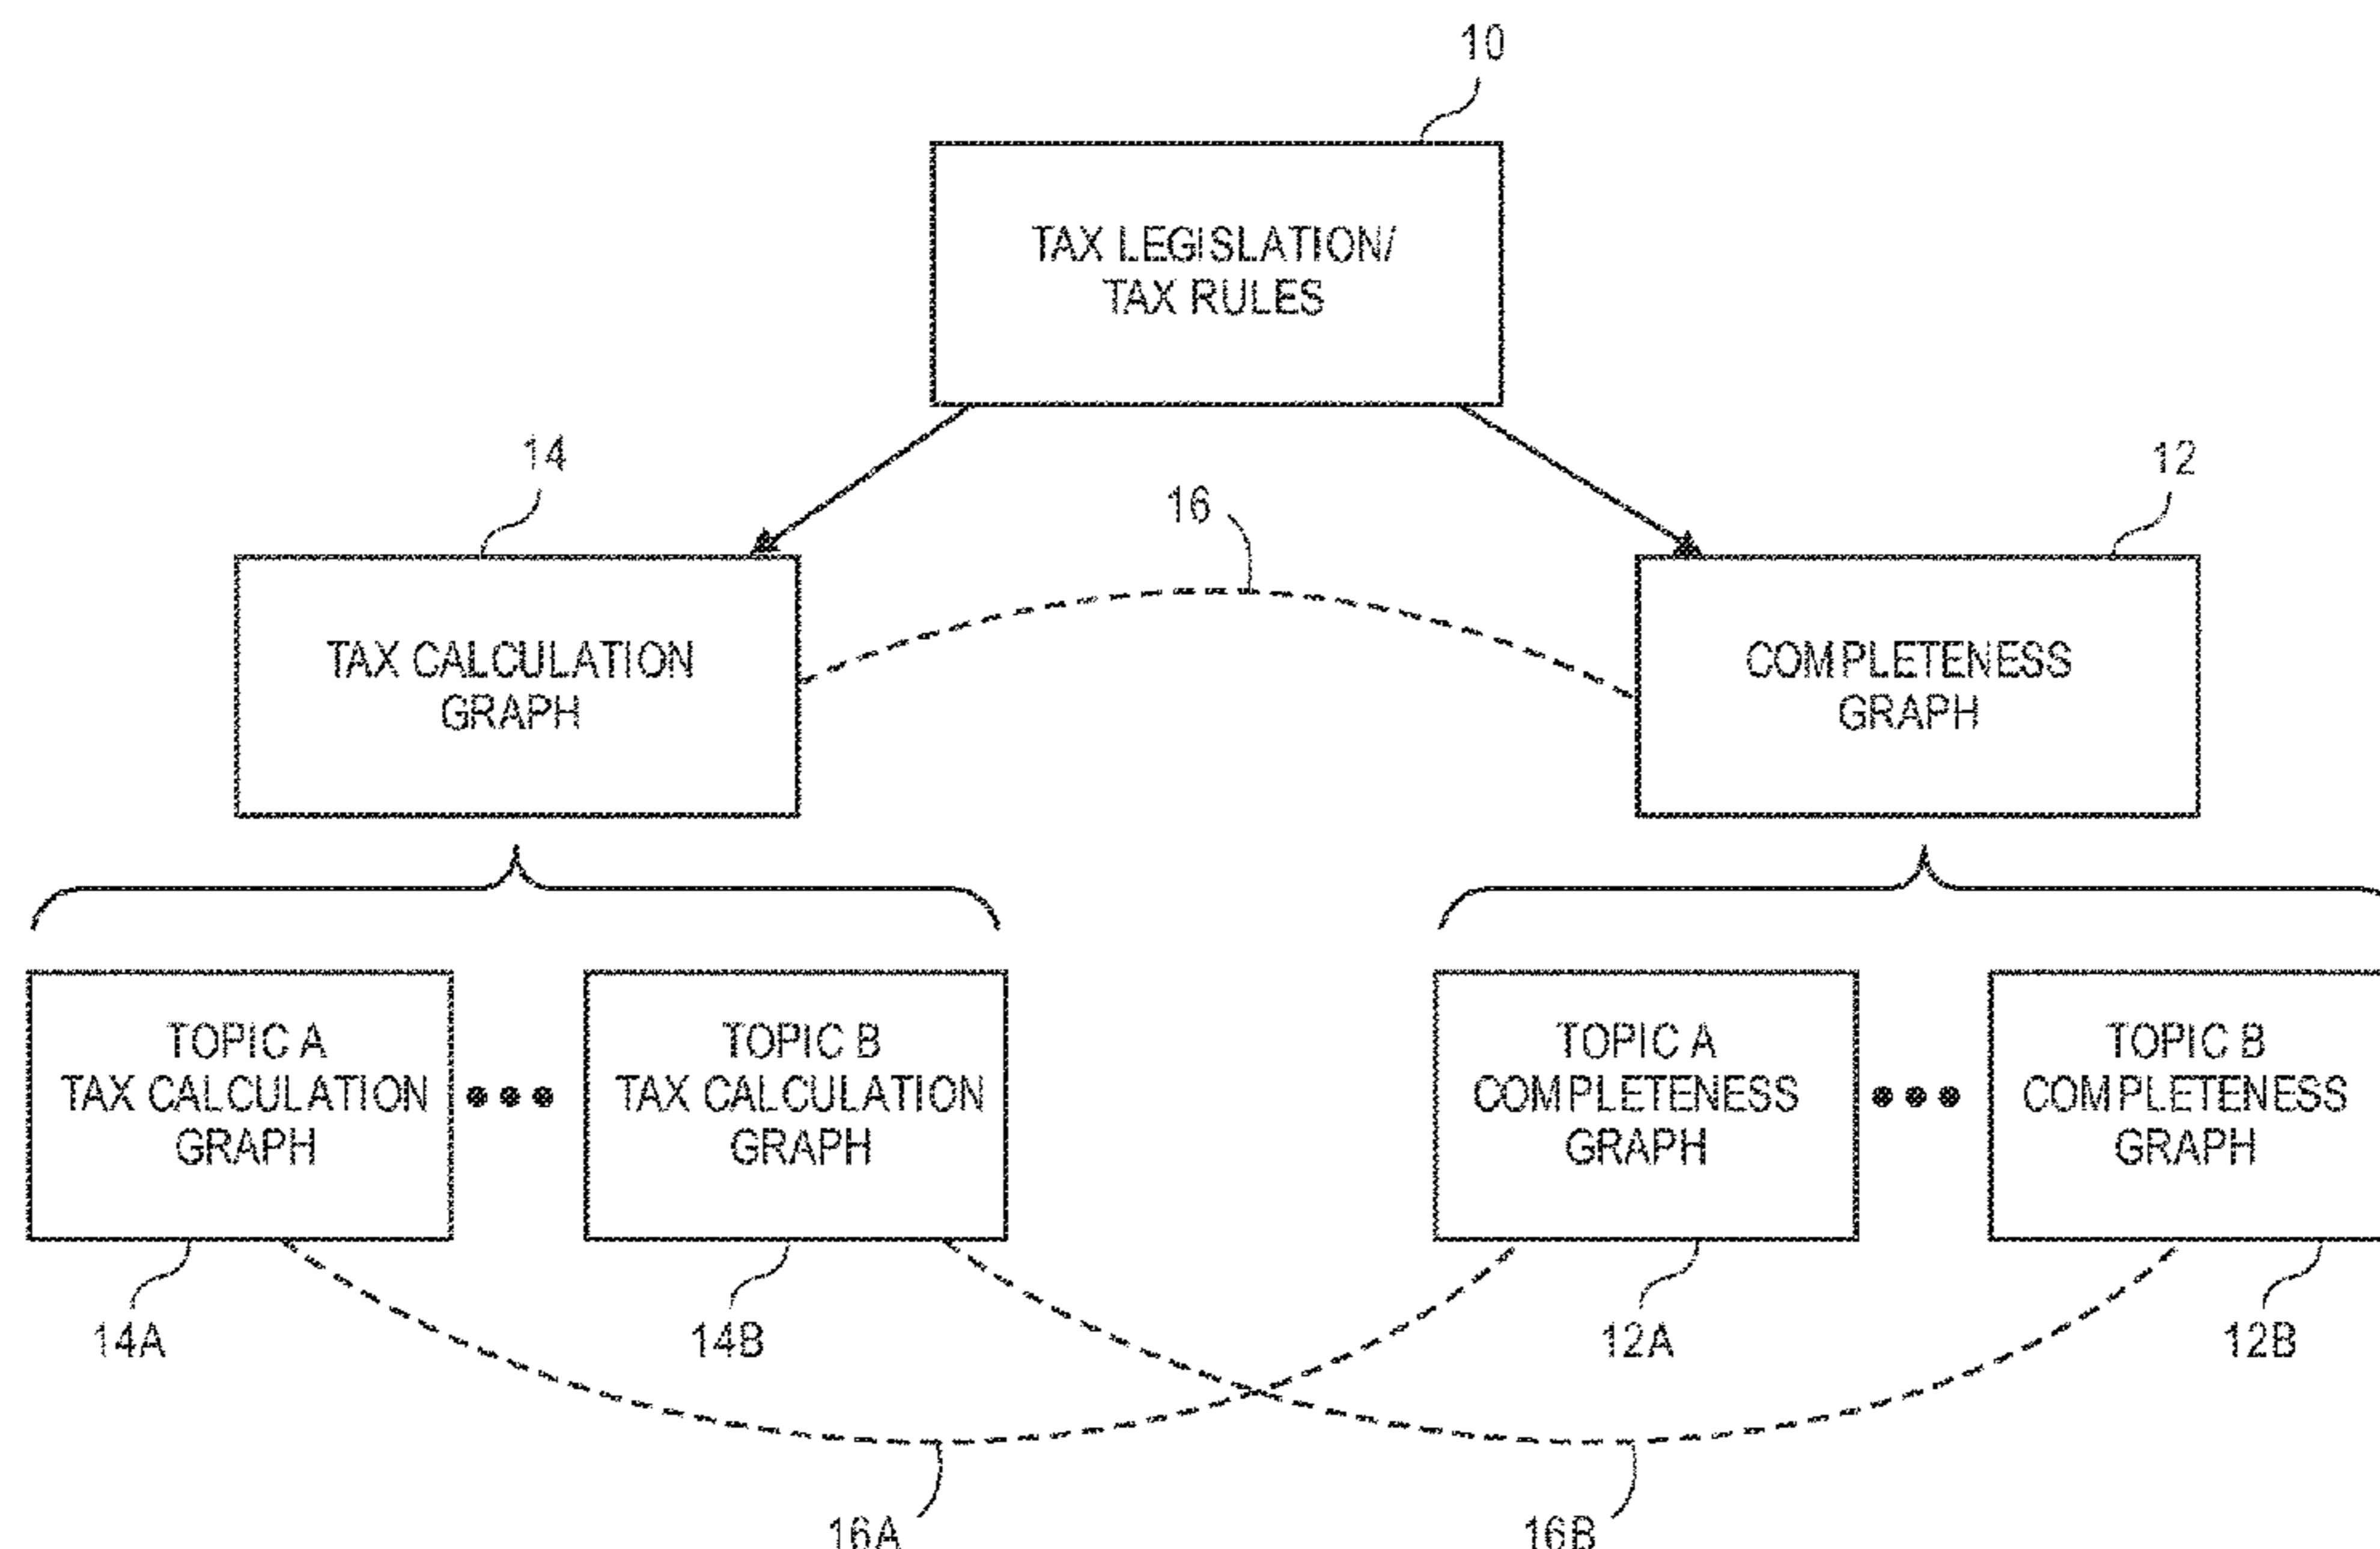 10
TAX LEGISLATION/
TAX RULES
14
12
16
TAX CALCULATION
GRAPH
COMPLETENESS
GRAPH
TOPIC A
TAX CALCULATION
GRAPH
TOPIC B
TAX CALCULATION
GRAPH
TOPIC A
COMPLETENESS
GRAPH
TOPIC B
COMPLETENESS
GRAPH
14A
14B
12A
12B
16A
16B